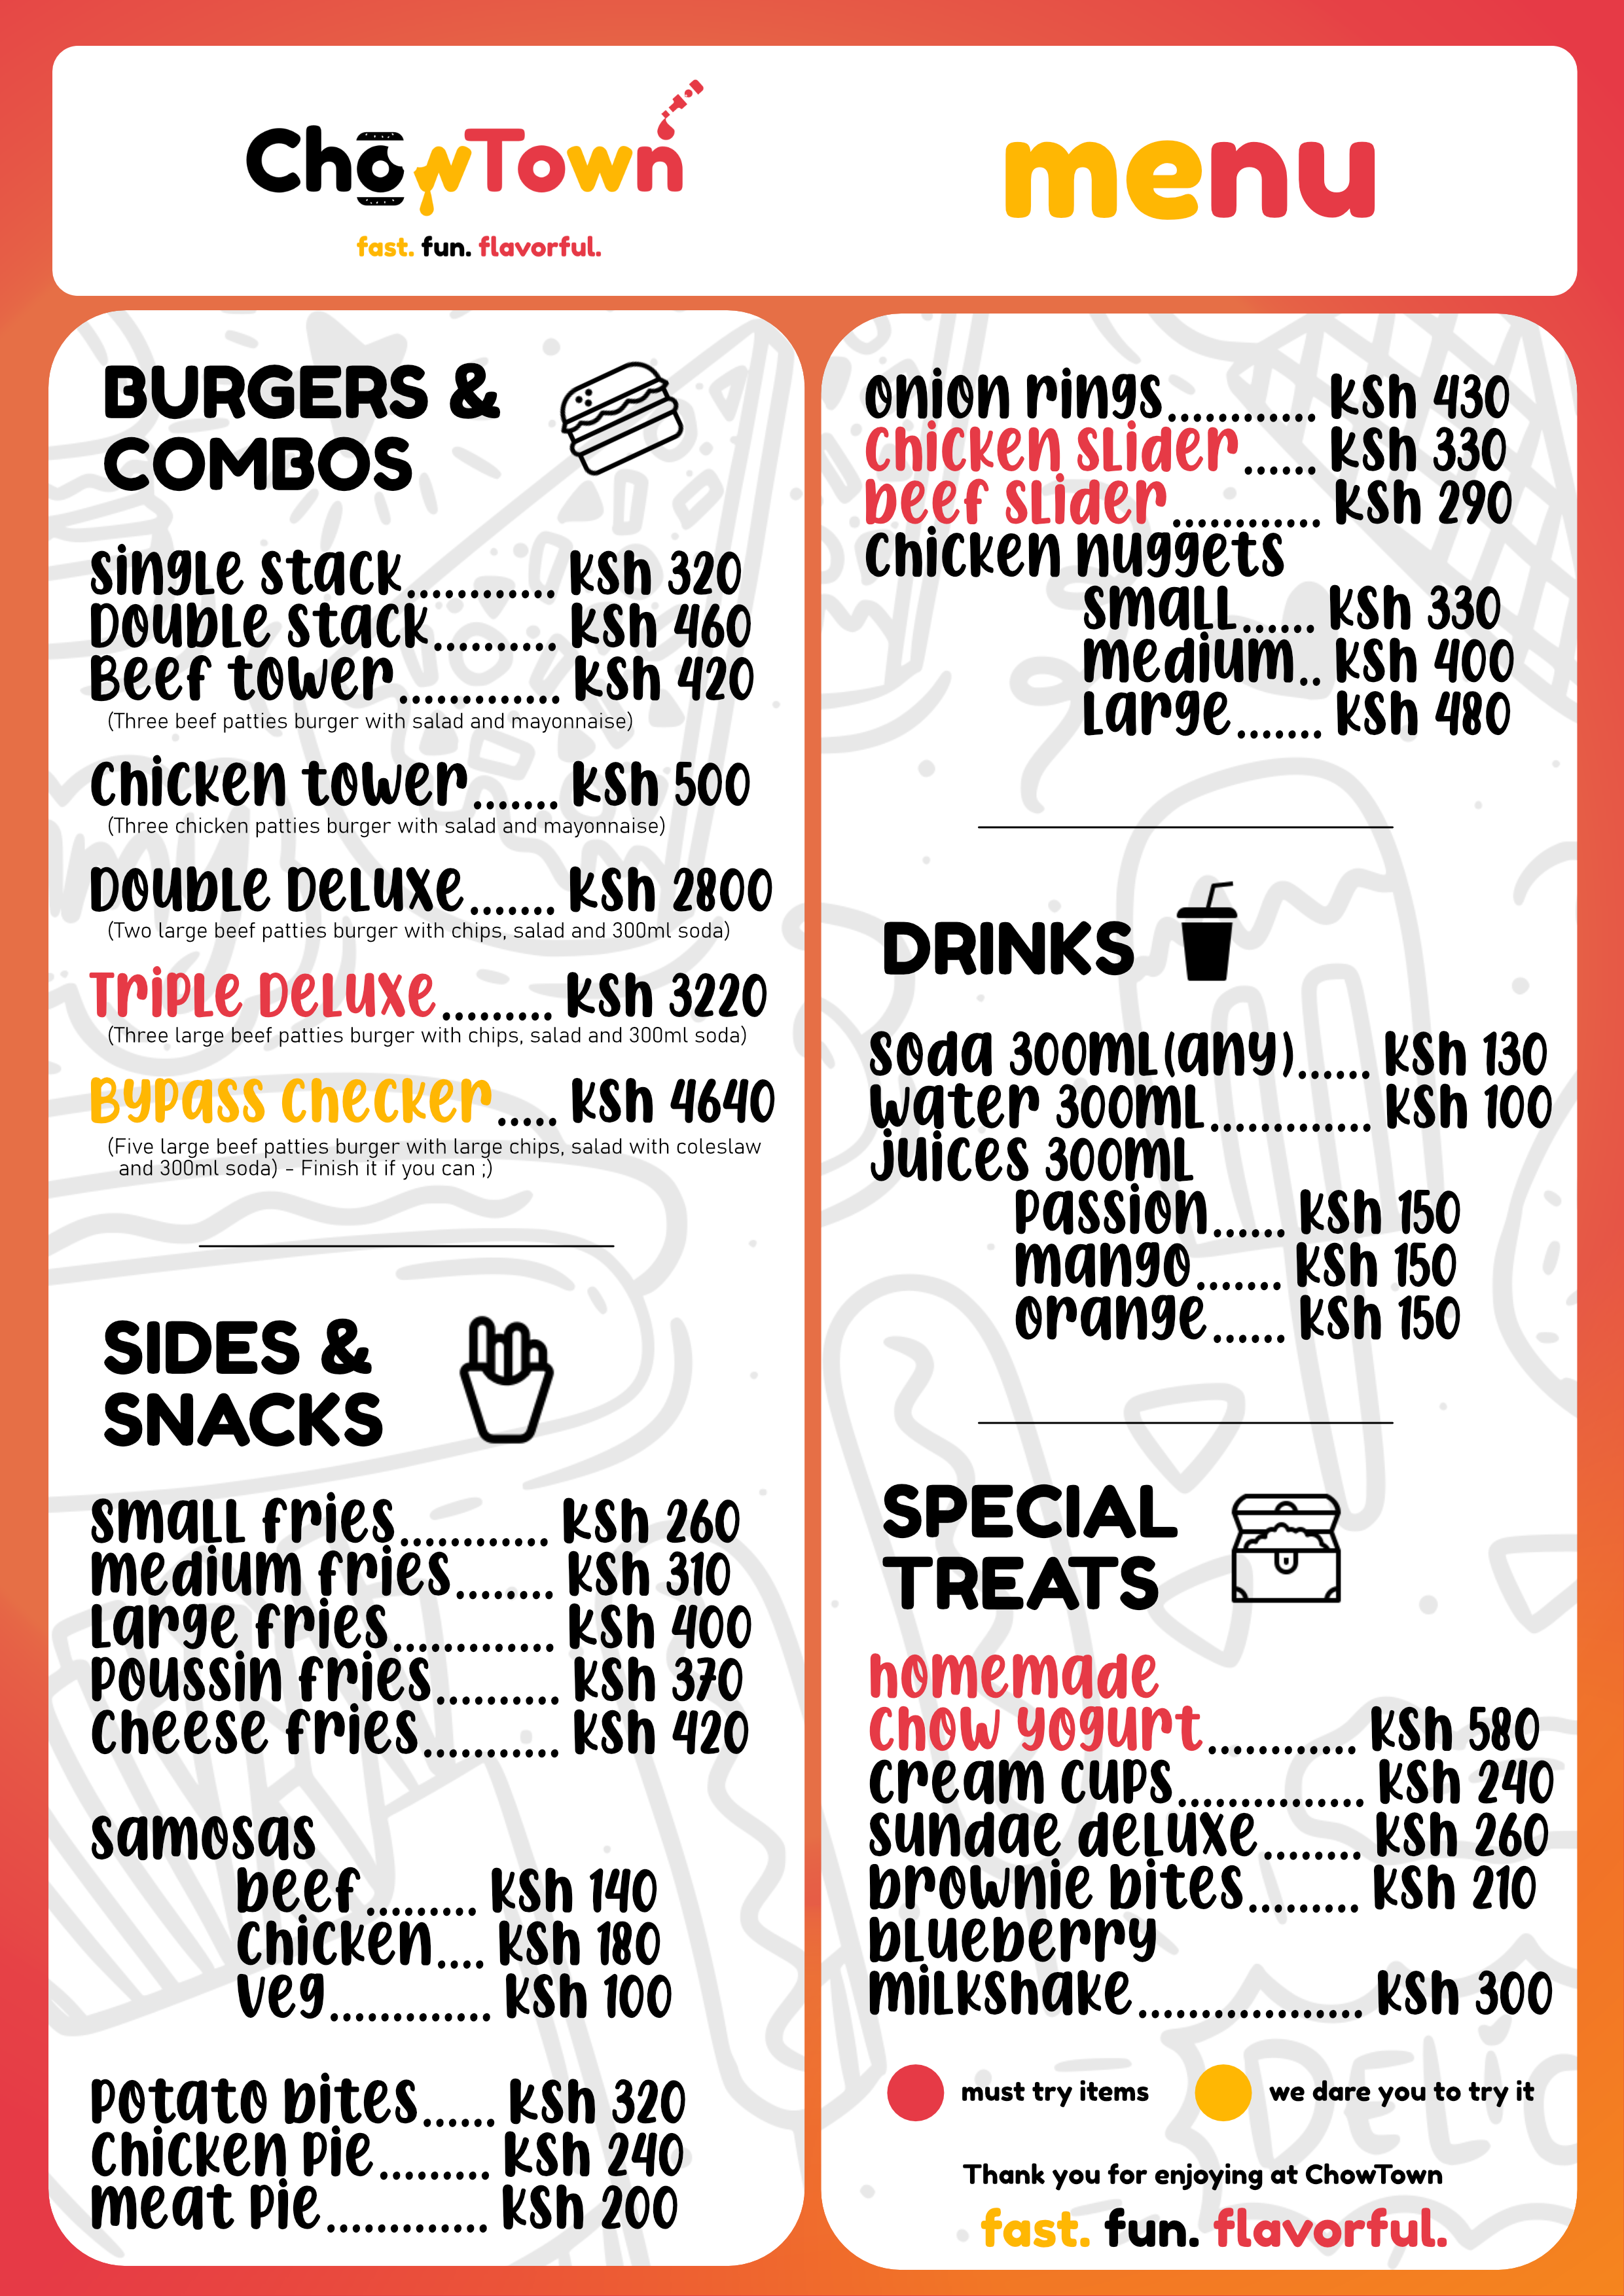 ChowTown
fast. fun. flavorful.
menu
BURGERS &
COMBOS
single stack............ Ksh 320
Double stack.......... Ksh 460
Beef tower............. Ksh 420
(Three beef patties burger with salad and mayonnaise)
Chicken tower....... Ksh 500
(Three chicken patties burger with salad and mayonnaise)
Double Deluxe....... Ksh 2800
(Two large beef patties burger with chips, salad and 300ml soda)
Triple Deluxe......... Ksh 3220
(Three large beef patties burger with chips, salad and 300ml soda)
Bypass Checker ..... Ksh 4640
(Five large beef patties burger with large chips, salad with coleslaw
and 300ml soda) - Finish it if you can ;)
SIDES &
SNACKS
small fries............ Ksh 260
medium fries........ Ksh 310
Large fries............. Ksh 400
Poussin fries.......... Ksh 370
Cheese fries........... Ksh 420
samosas
beef......... Ksh 140
chicken.... Ksh 180
veg............. Ksh 100
Potato bites...... Ksh 320
Chicken Pie......... Ksh 240
meat Pie............. Ksh 200
onion rings............ Ksh 430
Chicken slider...... Ksh 330
beef slider............ Ksh 290
Chicken nuggets
small...... Ksh 330
medium.. Ksh 400
Large....... Ksh 480
DRINKS
soda 300ml(any)...... Ksh 130
water 300ml............. Ksh 100
juices 300ml
Passion...... Ksh 150
mango....... Ksh 150
orange...... Ksh 150
SPECIAL
TREATS
homemade
chow yogurt............ Ksh 580
cream cups............... Ksh 240
sundae deluxe........ Ksh 260
brownie bites......... Ksh 210
blueberry
milkshake.................. Ksh 300
must try items
we dare you to try it
Thank you for enjoying at ChowTown
fast. fun. flavorful.